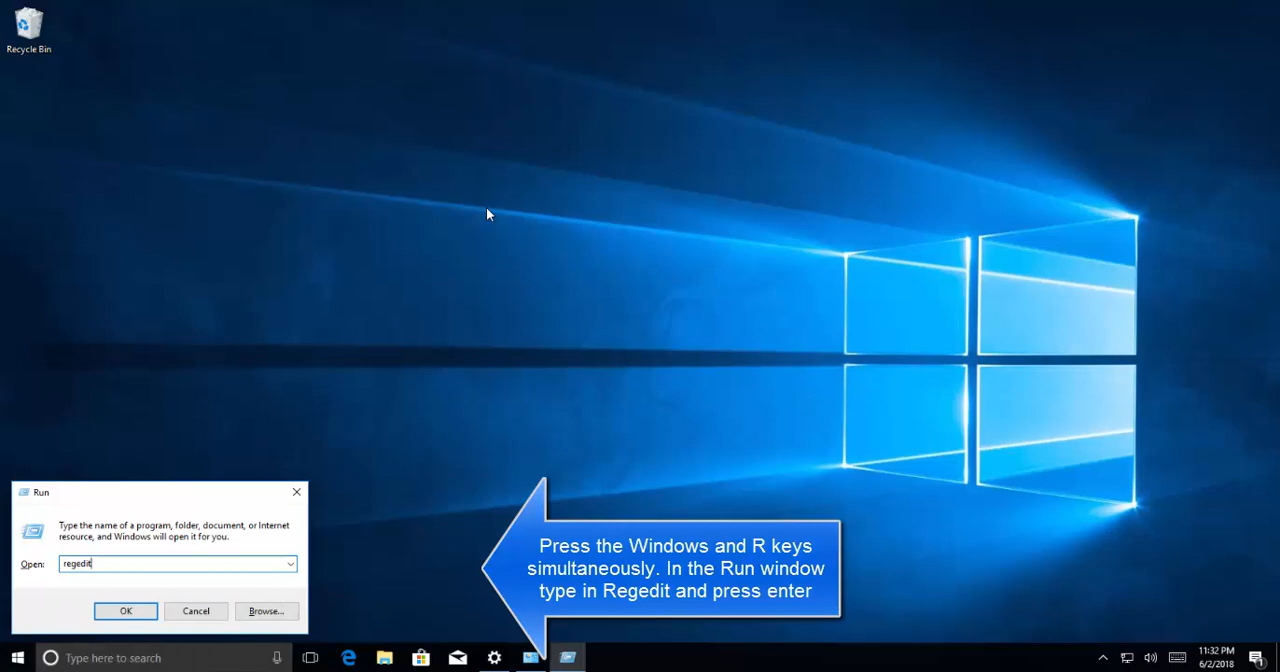 Recycle Bin
Run
Type the name of a program, folder, document, or Internet
resource, and Windows will open it for you.
Open:
regedit
OK
Cancel
Browse...
Press the Windows and R keys
simultaneously. In the Run window
type in Regedit and press enter
Type here to search
11:32 PM
6/2/2018